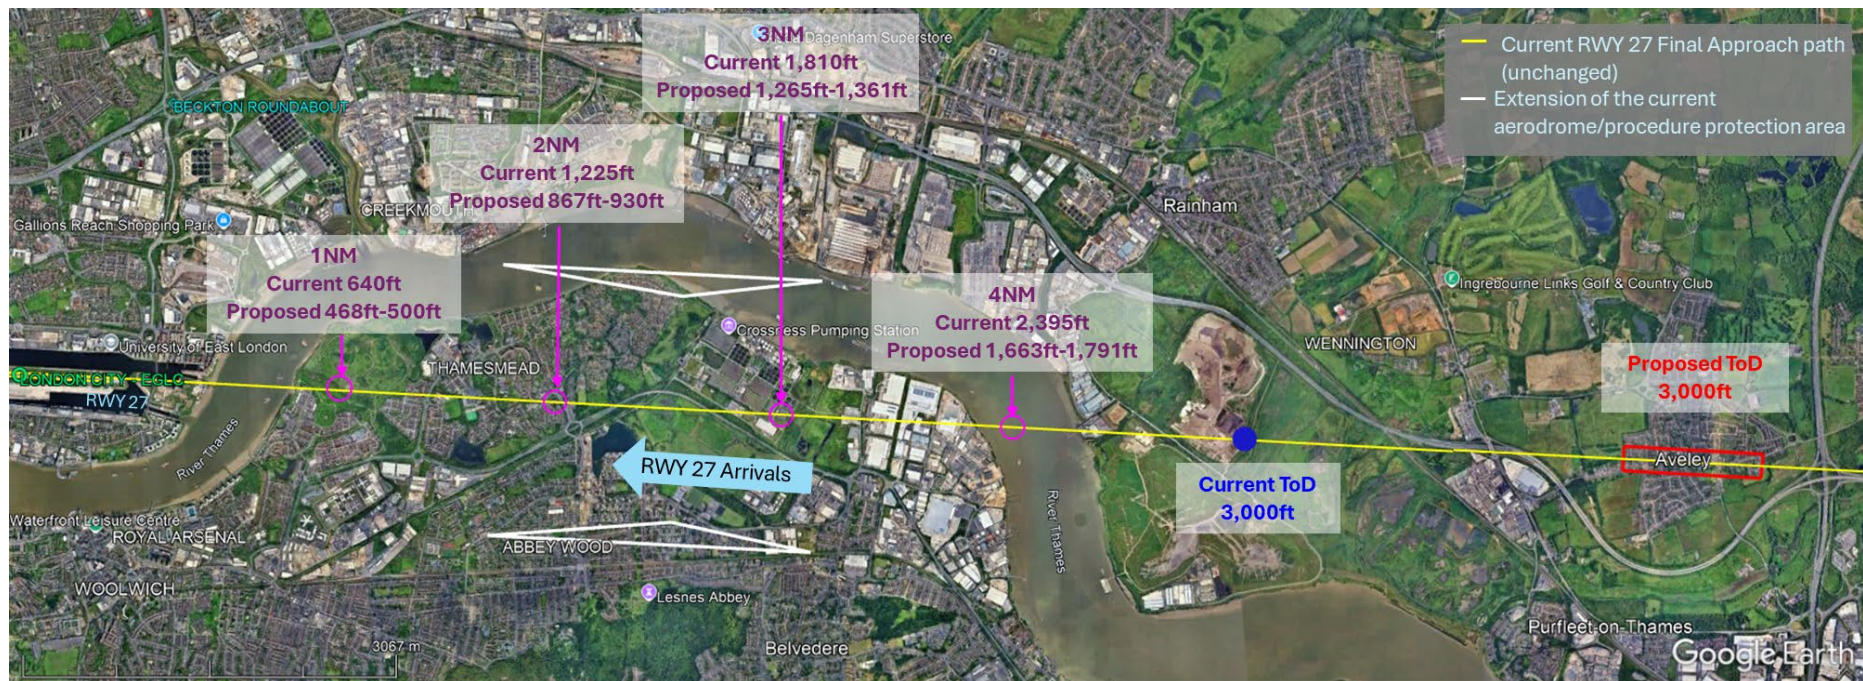 3NM
Current 1,810ft
Proposed 1,265ft-1,361ft
Dagenham Superstore
Current RWY 27 Final Approach path
(unchanged)
Extension of the current
aerodrome/procedure protection area
BECKTON ROUNDABOUT
2NM
Current 1,225ft
Proposed 867ft-930ft
CREEKMOUTH
Rainham
Gallions Reach Shopping Park
1NM
Current 640ft
Proposed 468ft-500ft
4NM
Current 2,395ft
Proposed 1,663ft-1,791ft
Ingrebourne Links Golf & Country Club
Crossness Pumping Station
University of East London
WENNINGTON
THAMESMEAD
Proposed ToD
3,000ft
LONDON CITY - EGLC
RWY 27
River Thames
RWY 27 Arrivals
Aveley
Current ToD
3,000ft
River Thames
Waterfront Leisure Centre
ROYAL ARSENAL
ABBEY WOOD
WOOLWICH
Lesnes Abbey
3067 m
Belvedere
Purfleet-on-Thames
Google Earth